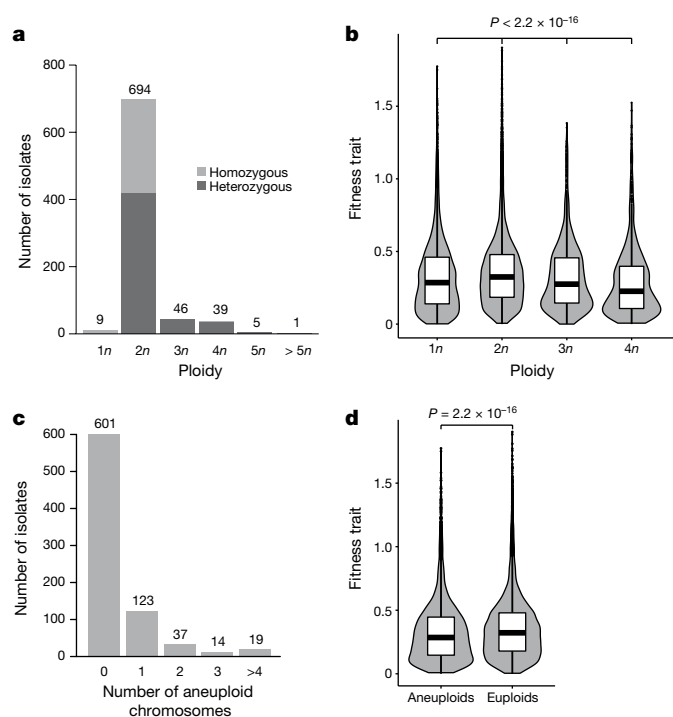 a
Number of isolates
800
600
400
200
0
694
9
46
39
5
1
Homozygous
Heterozygous
1n
2n
3n
4n
5n
> 5n
Ploidy
b
P < 2.2 × 10⁻¹⁶
Fitness trait
1.5
1.0
0.5
0
1n
2n
3n
4n
Ploidy
c
Number of isolates
600
500
400
300
200
100
0
601
123
37
14
19
0
1
2
3
>4
Number of aneuploid
chromosomes
d
P = 2.2 × 10⁻¹⁶
Fitness trait
1.5
1.0
0.5
0
Aneuploids
Euploids